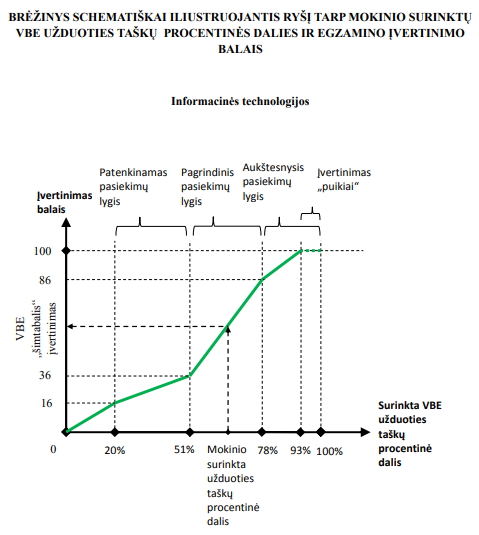 BRĖŽINYS SCHEMATIŠKAI ILIUSTRUOJANTIS RYŠĮ TARP MOKINIO SURINKTŲ
VBE UŽDUOTIES TAŠKŲ PROCENTINĖS DALIES IR EGZAMINO ĮVERTINIMO
BALAIS
Informacinės technologijos
Patenkinamas
pasiekimų
lygis
Pagrindinis
pasiekimų
lygis
Aukštesnysis
pasiekimų
lygis
Įvertinimas
„puikiai“
Įvertinimas
balais
100
86
VBE
„šimtabalis“
įvertinimas
36
16
0
20%
51%
78%
93%
100%
Mokinio
surinkta
užduoties
taškų
procentinė
dalis
Surinkta VBE
užduoties
taškų
procentinė
dalis